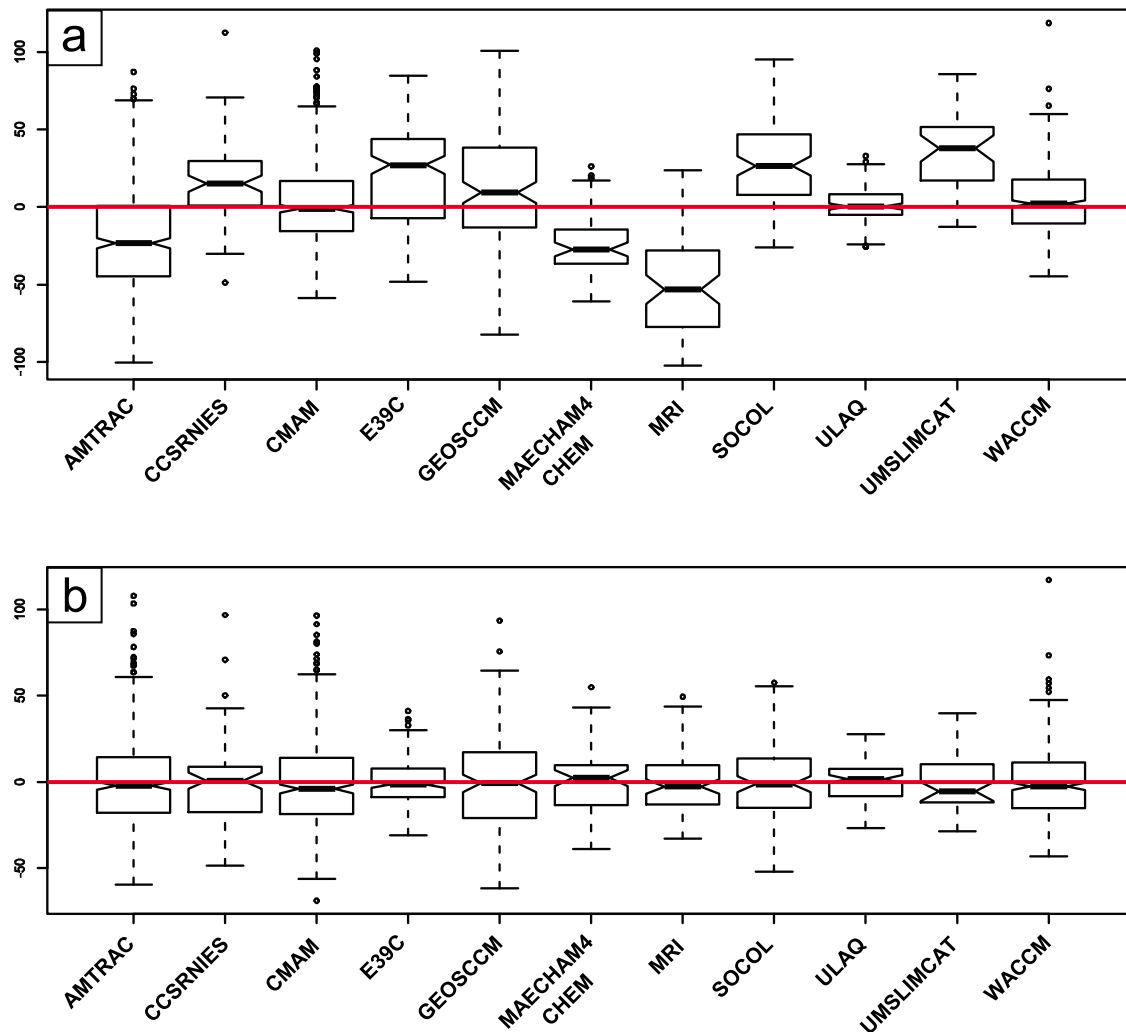 a
100
50
0
-50
-100
AMTRAC
CCSRNIES
CMAM
E39C
GEOSCCM
MAECHAM4
CHEM
MRI
SOCOL
ULAQ
UMSLIMCAT
WACCM
b
100
50
0
-50
AMTRAC
CCSRNIES
CMAM
E39C
GEOSCCM
MAECHAM4
CHEM
MRI
SOCOL
ULAQ
UMSLIMCAT
WACCM